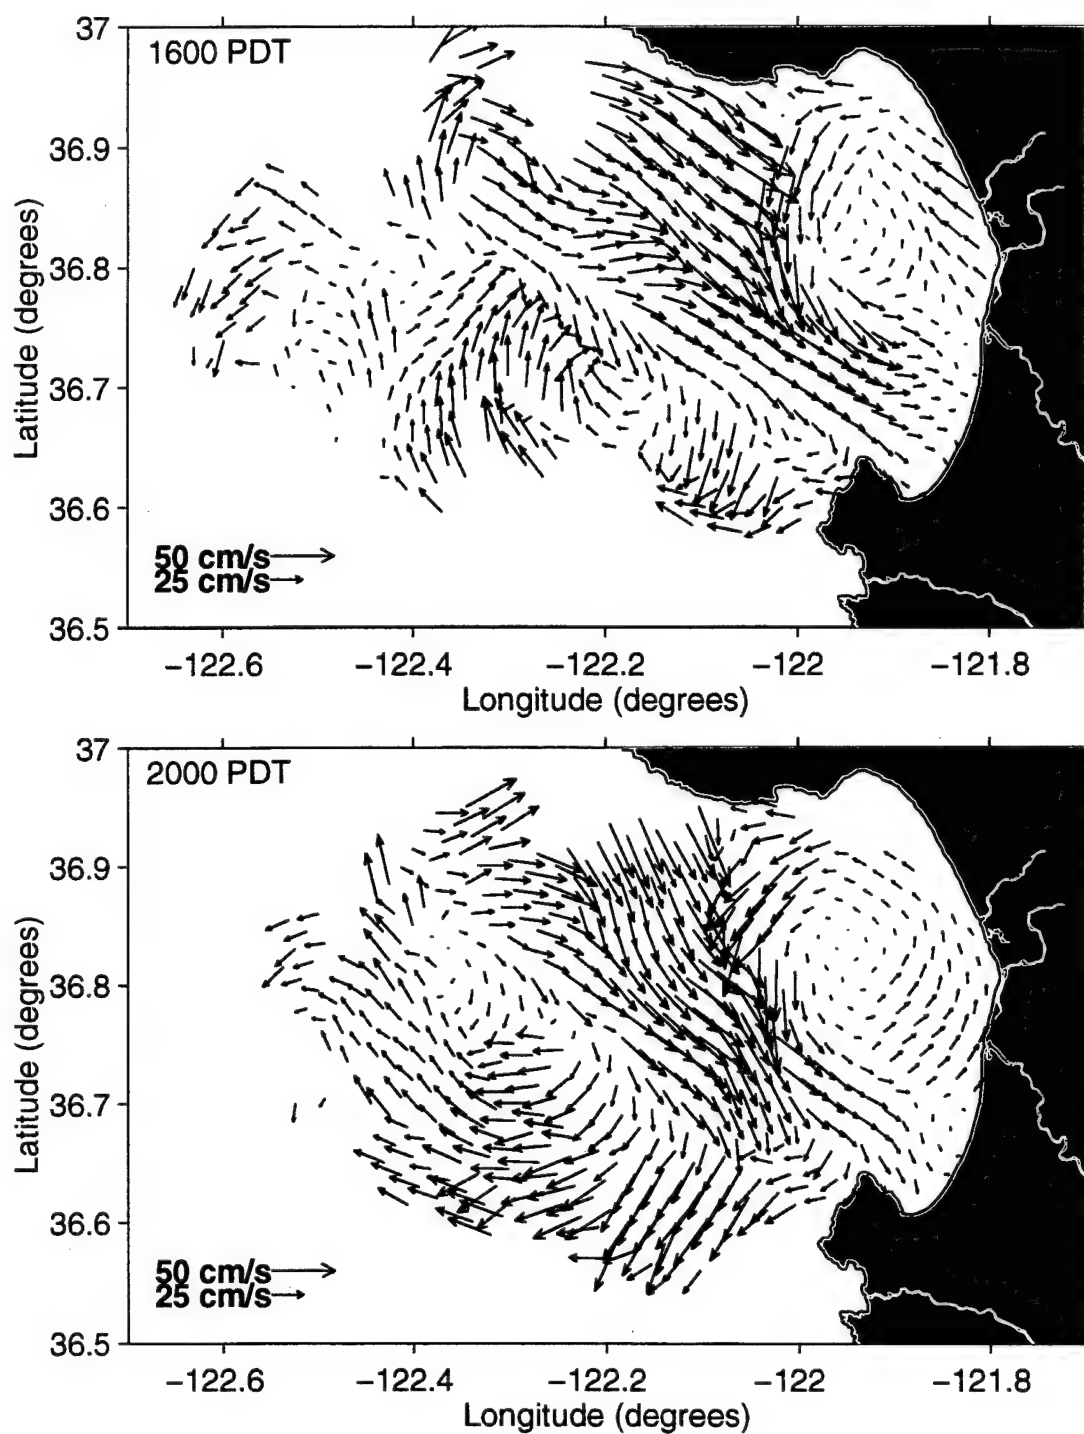 37
1600 PDT
36.9
36.8
36.7
36.6
36.5
Latitude (degrees)
50 cm/s
25 cm/s
−122.6 −122.4 −122.2 −122 −121.8
Longitude (degrees)
37
2000 PDT
36.9
36.8
36.7
36.6
36.5
Latitude (degrees)
50 cm/s
25 cm/s
−122.6 −122.4 −122.2 −122 −121.8
Longitude (degrees)